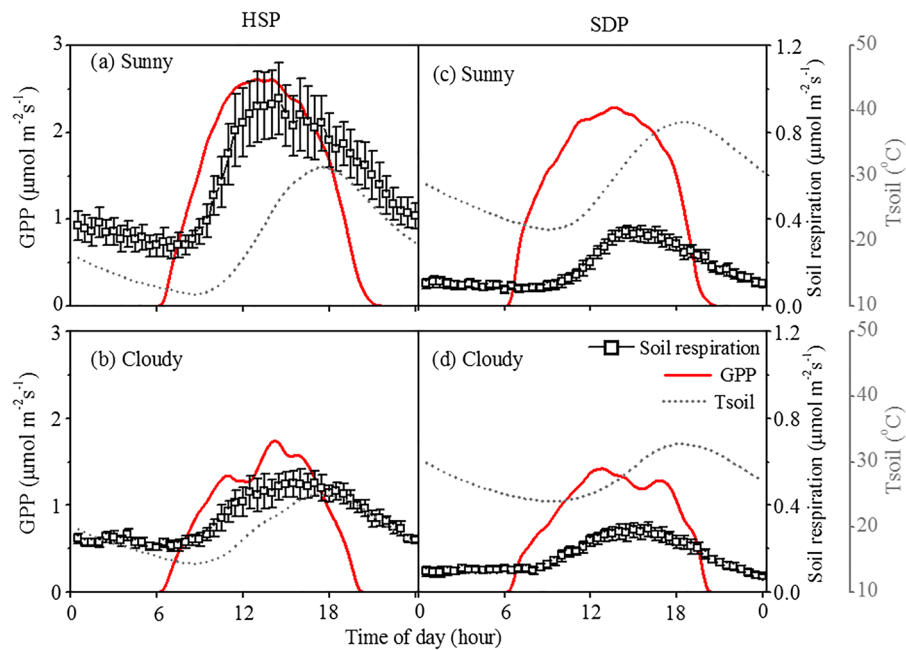 HSP
SDP
(a) Sunny
(c) Sunny
3
2
1
0
GPP (μmol m⁻²s⁻¹)
1.2
0.8
0.4
0.0
Soil respiration (μmol m⁻²s⁻¹)
50
40
30
20
10
Tsoil (°C)
(b) Cloudy
(d) Cloudy
Soil respiration
GPP
Tsoil
3
2
1
0
GPP (μmol m⁻²s⁻¹)
1.2
0.8
0.4
0.0
Soil respiration (μmol m⁻²s⁻¹)
50
40
30
20
10
Tsoil (°C)
0 6 12 18 0 6 12 18 0
Time of day (hour)